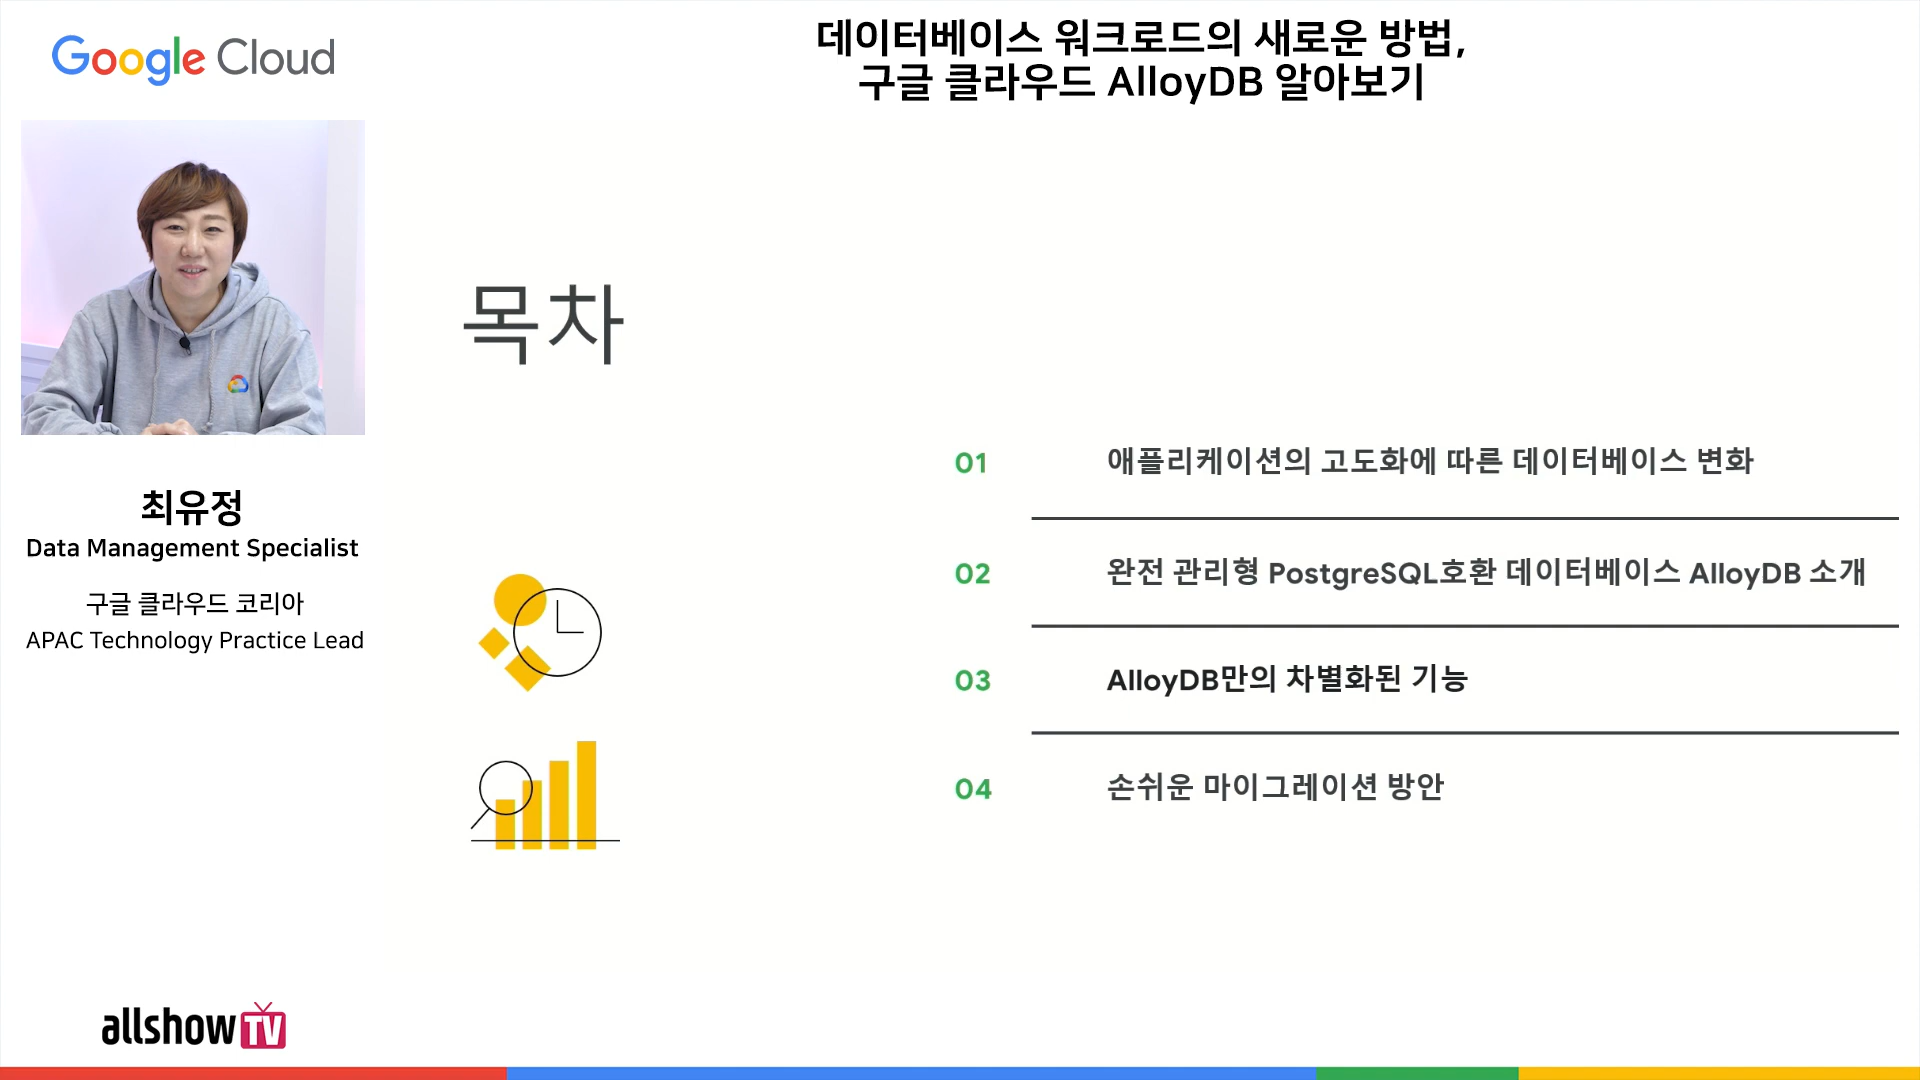 Google Cloud
데이터베이스 워크로드의 새로운 방법,
구글 클라우드 AlloyDB 알아보기
최유정
Data Management Specialist
구글 클라우드 코리아
APAC Technology Practice Lead
목차
01 애플리케이션의 고도화에 따른 데이터베이스 변화
02 완전 관리형 PostgreSQL호환 데이터베이스 AlloyDB 소개
03 AlloyDB만의 차별화된 기능
04 손쉬운 마이그레이션 방안
allshowTV